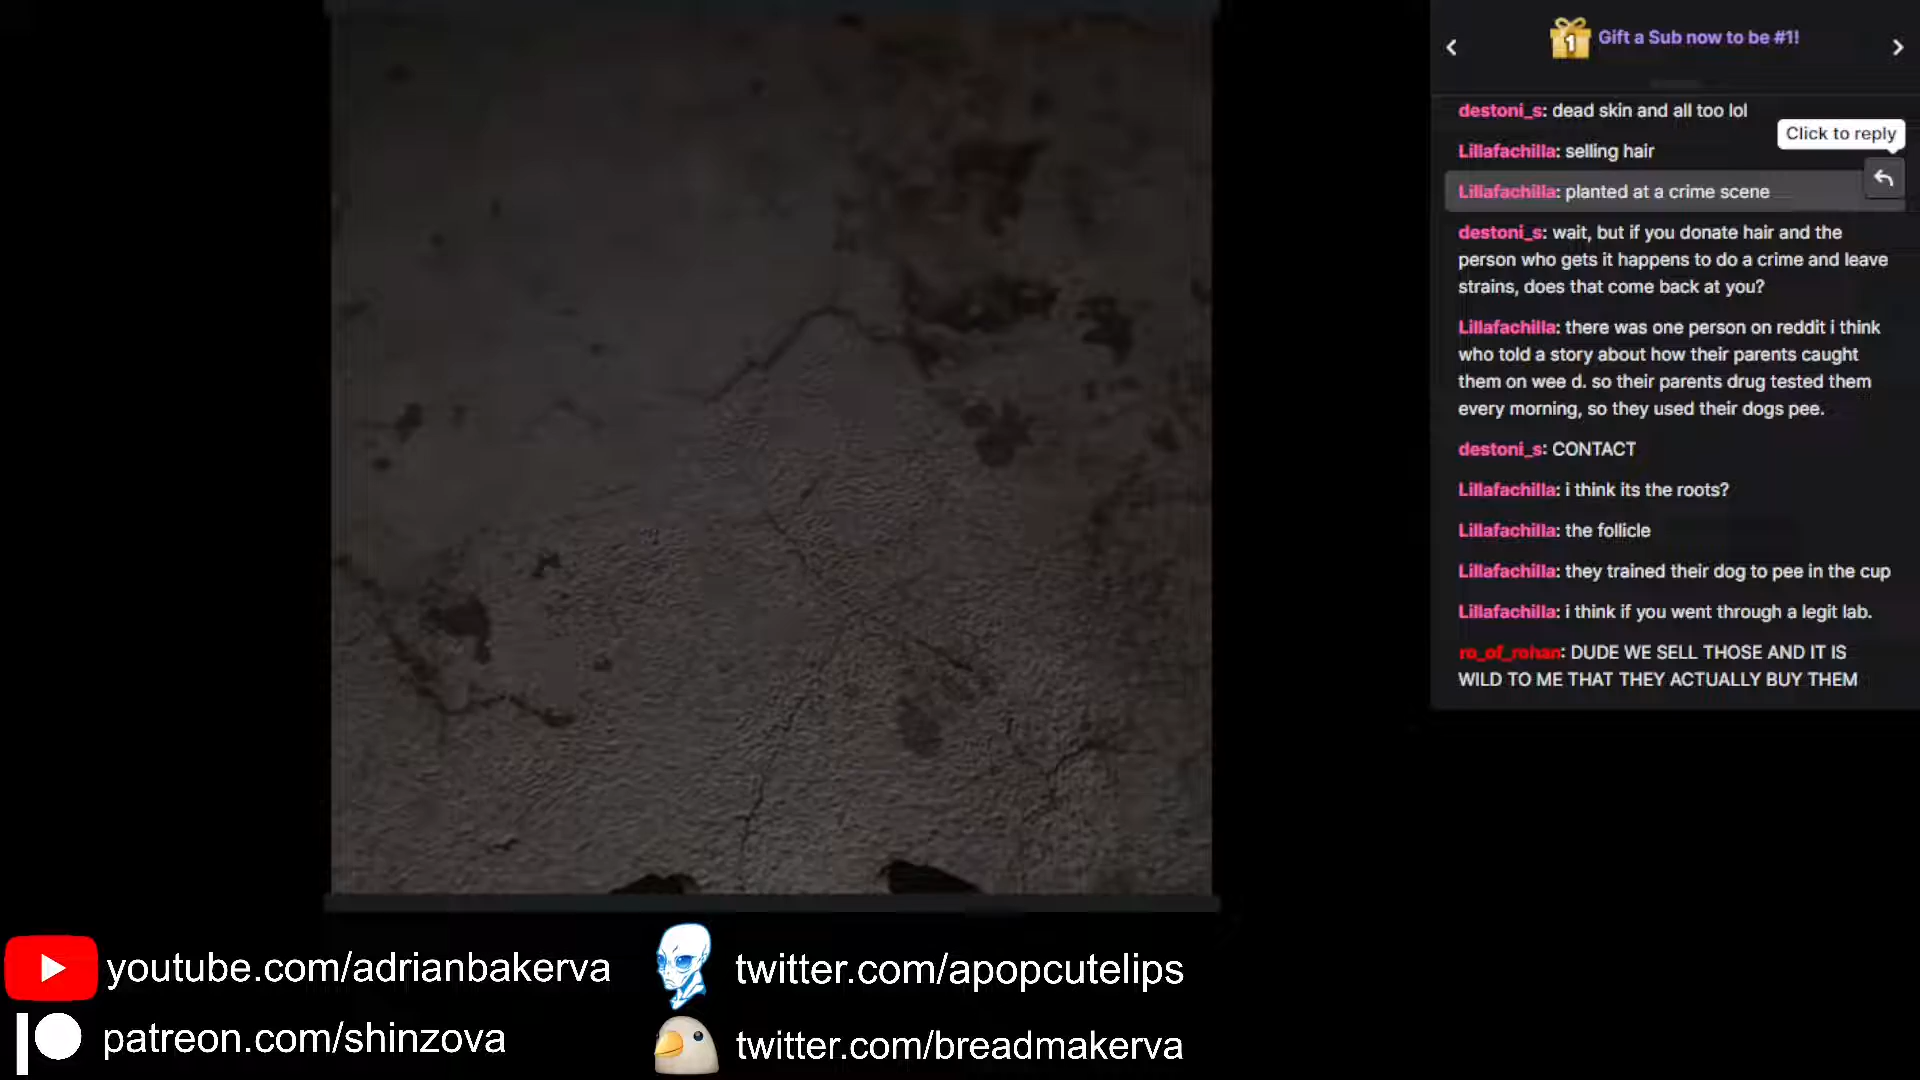 1 Gift a Sub now to be #1!
destoni_s: dead skin and all too lol
Click to reply
Lillafachilla: selling hair
Lillafachilla: planted at a crime scene
destoni_s: wait, but if you donate hair and the
person who gets it happens to do a crime and leave
strains, does that come back at you?
Lillafachilla: there was one person on reddit i think
who told a story about how their parents caught
them on wee d. so their parents drug tested them
every morning, so they used their dogs pee.
destoni_s: CONTACT
Lillafachilla: i think its the roots?
Lillafachilla: the follicle
Lillafachilla: they trained their dog to pee in the cup
Lillafachilla: i think if you went through a legit lab.
ro_of_rohan: DUDE WE SELL THOSE AND IT IS
WILD TO ME THAT THEY ACTUALLY BUY THEM
youtube.com/adrianbakerva
twitter.com/apopcutelips
patreon.com/shinzova
twitter.com/breadmakerva